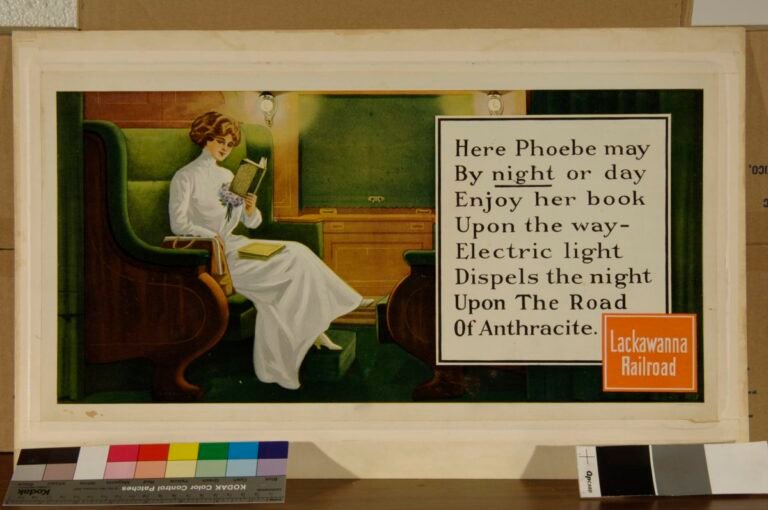 Here Phoebe may
By night or day
Enjoy her book
Upon the way-
Electric light
Dispels the night
Upon The Road
Of Anthracite.
Lackawanna
Railroad
Kodak
KODAK Color Control Patches